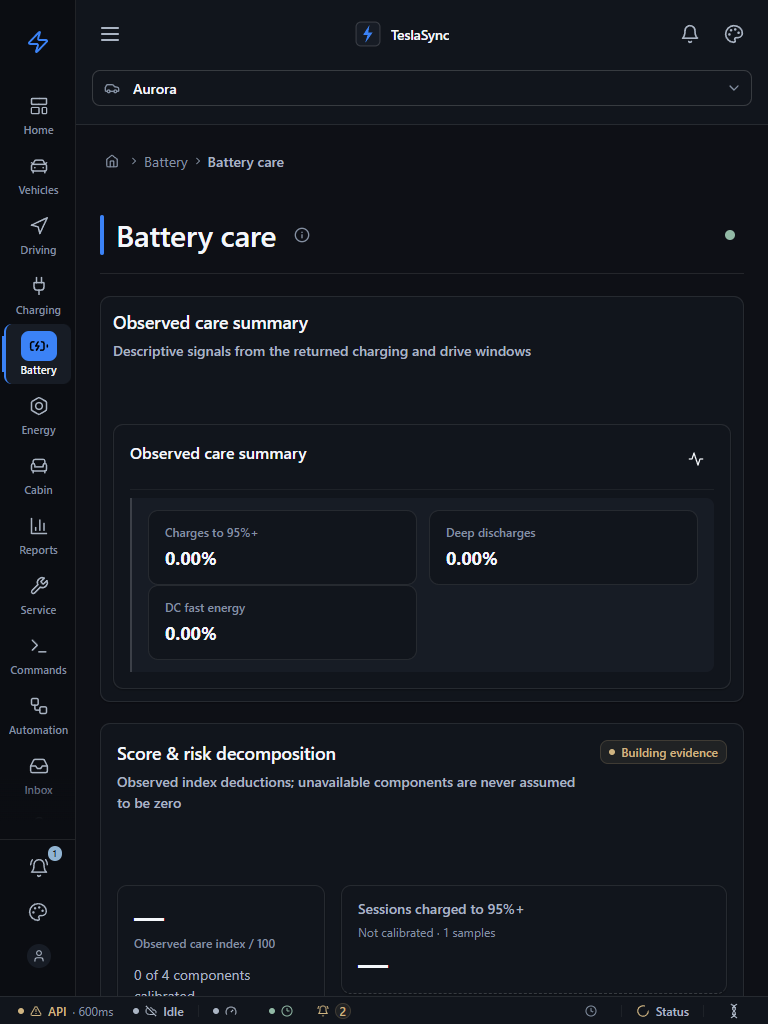 TeslaSync
Aurora
Home
Vehicles
Driving
Charging
Battery
Energy
Cabin
Reports
Service
Commands
Automation
Inbox
1
Battery
Battery care
Battery care
Observed care summary
Descriptive signals from the returned charging and drive windows
Observed care summary
Charges to 95%+
0.00%
Deep discharges
0.00%
DC fast energy
0.00%
Score & risk decomposition
Building evidence
Observed index deductions; unavailable components are never assumed
to be zero
—
Observed care index / 100
0 of 4 components
calibrated
Sessions charged to 95%+
Not calibrated · 1 samples
—
API · 600ms
Idle
2
Status